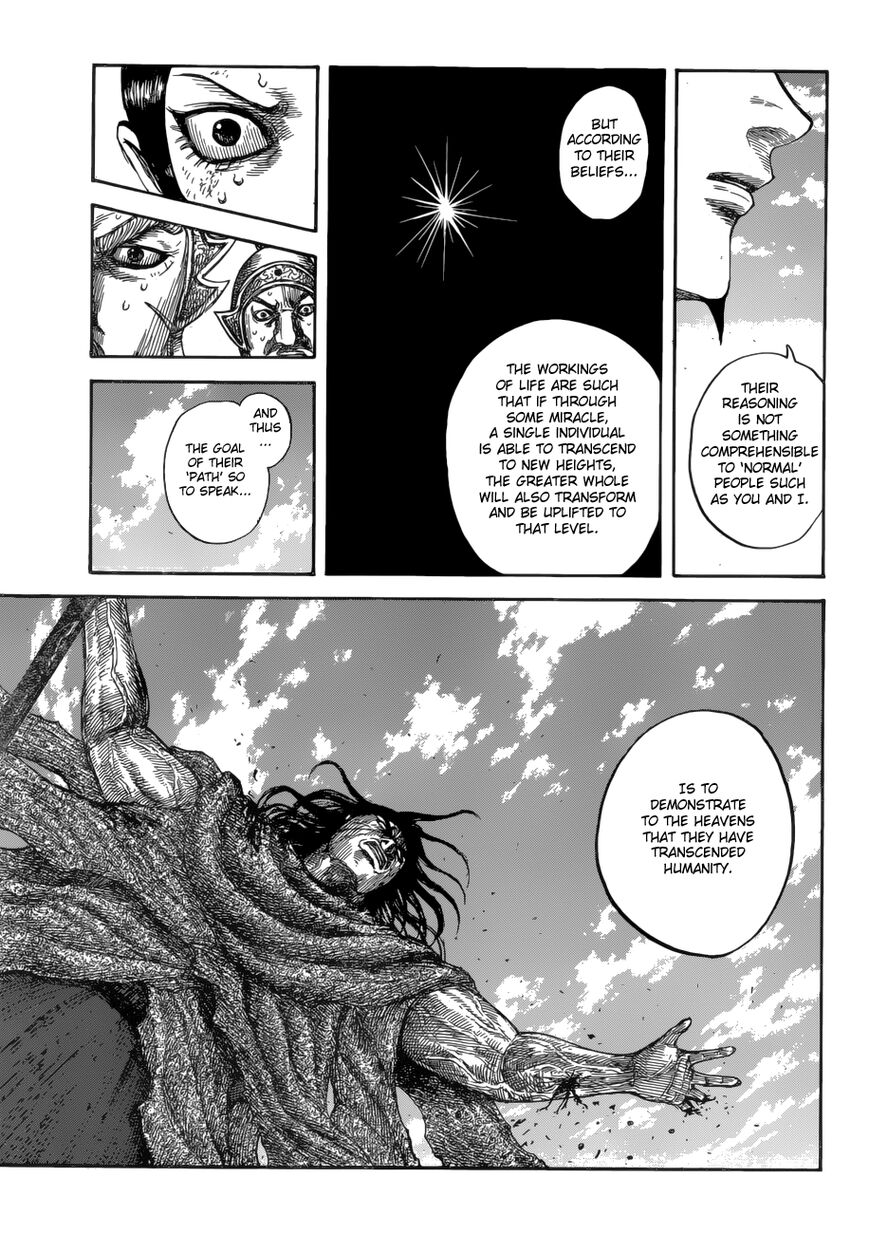 THEIR
REASONING
IS NOT
SOMETHING
COMPREHENSIBLE
TO 'NORMAL'
PEOPLE SUCH
AS YOU AND I.
BUT
ACCORDING
TO THEIR
BELIEFS...
THE WORKINGS
OF LIFE ARE SUCH
THAT IF THROUGH
SOME MIRACLE,
A SINGLE INDIVIDUAL
IS ABLE TO TRANSCEND
TO NEW HEIGHTS,
THE GREATER WHOLE
WILL ALSO TRANSFORM
AND BE UPLIFTED TO
THAT LEVEL.
AND
THUS
...
THE GOAL
OF THEIR
'PATH' SO
TO SPEAK...
IS TO
DEMONSTRATE
TO THE HEAVENS
THAT THEY HAVE
TRANSCENDED
HUMANITY.